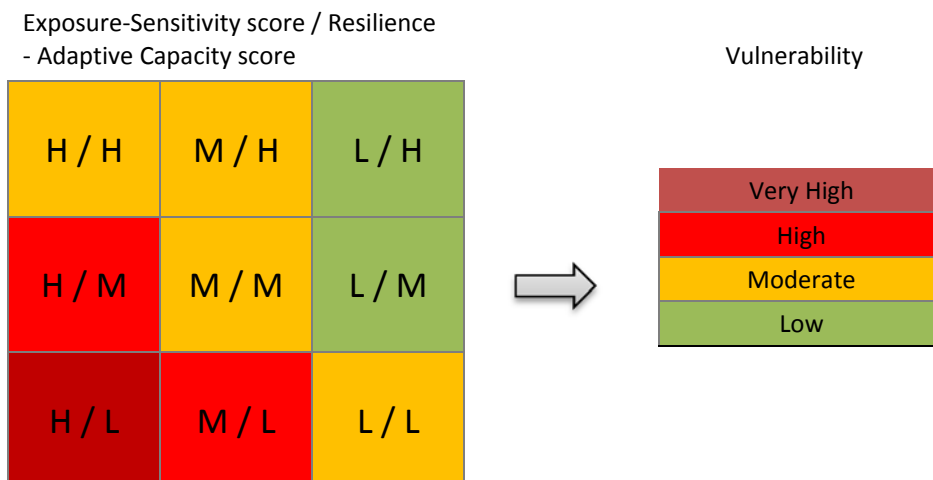 Exposure-Sensitivity score / Resilience
- Adaptive Capacity score
Vulnerability
H / H
M / H
L / H
H / M
M / M
L / M
H / L
M / L
L / L
Very High
High
Moderate
Low